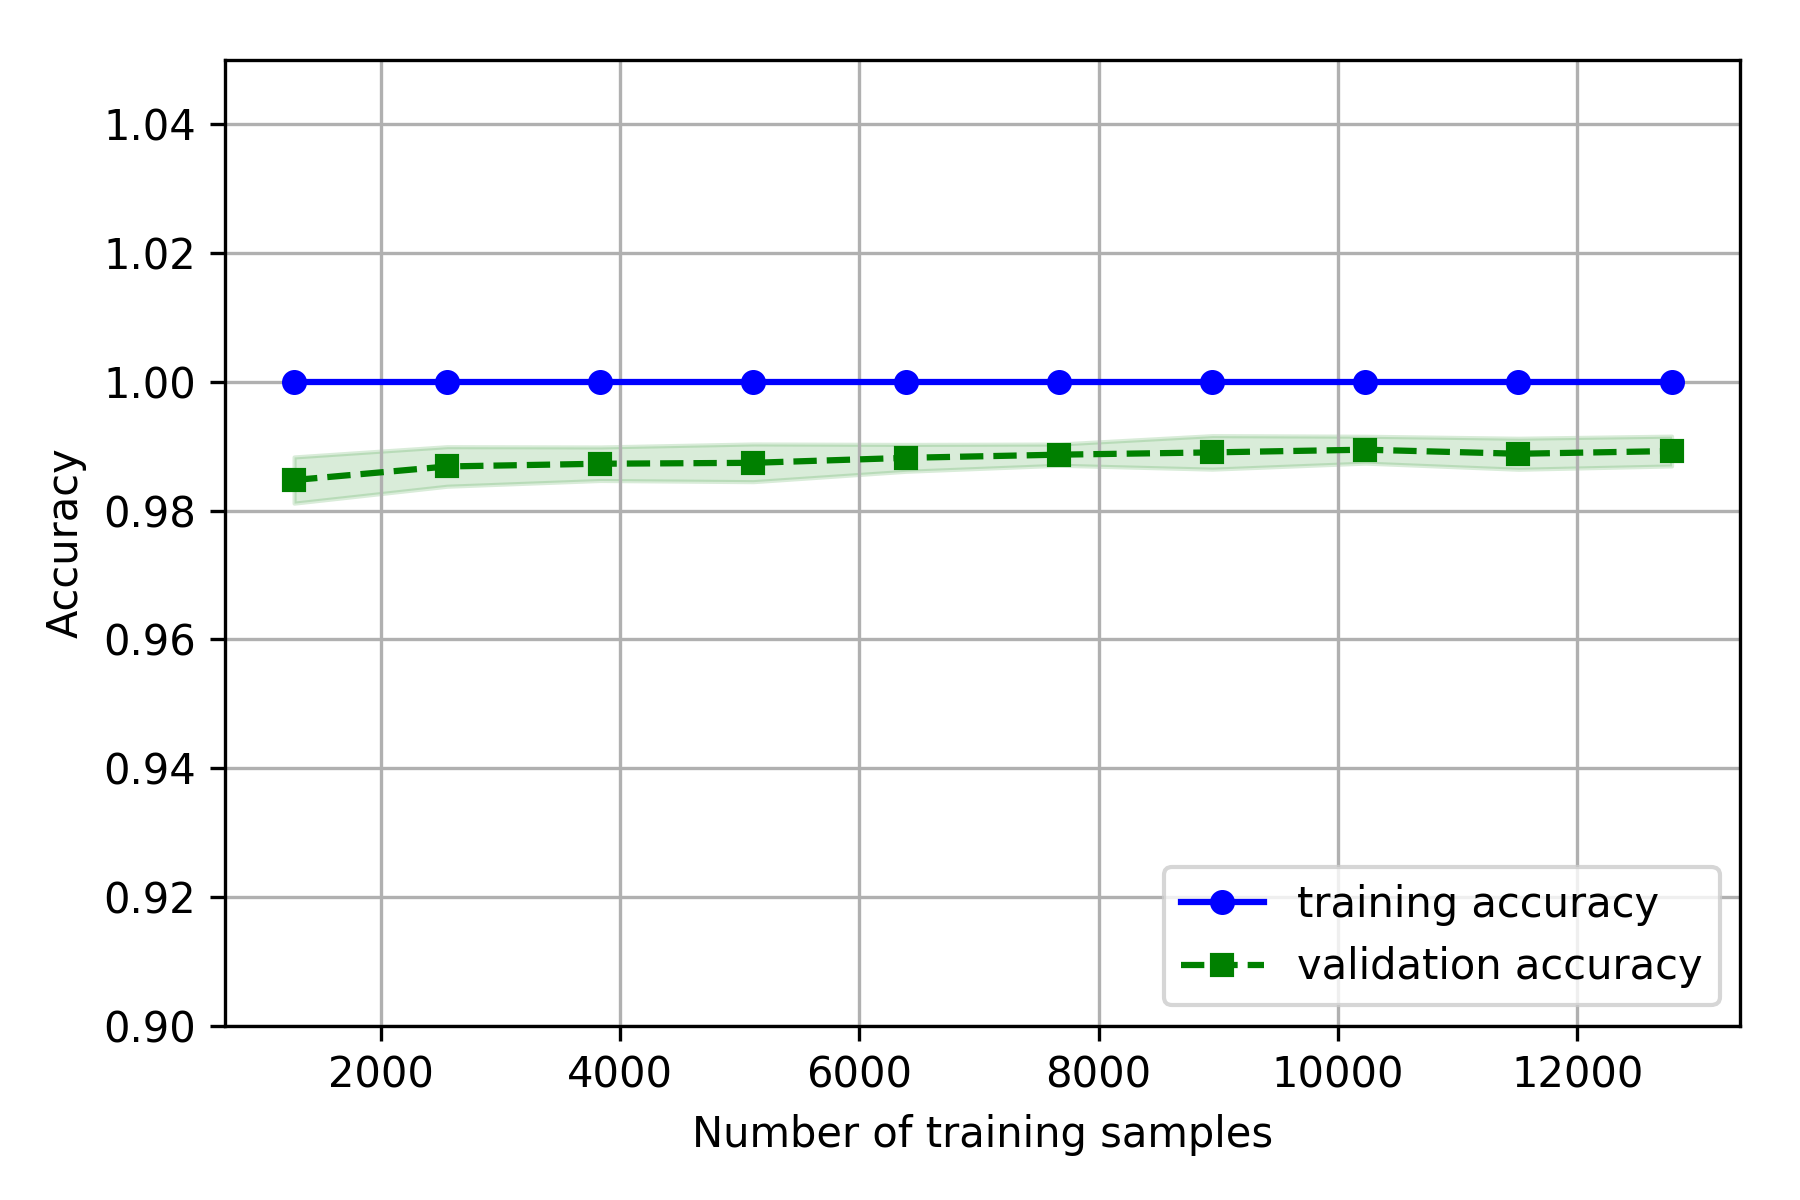 1.04
1.02
1.00
0.98
0.96
0.94
0.92
0.90
Accuracy
training accuracy
validation accuracy
2000 4000 6000 8000 10000 12000
Number of training samples